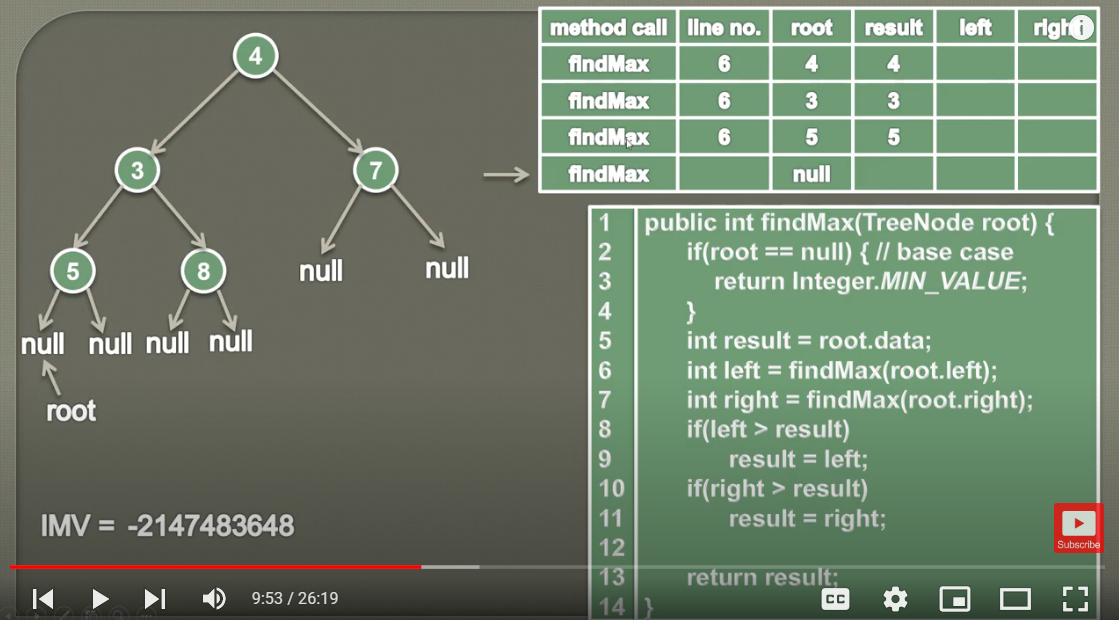 4
3
7
5
8
null
null
null
null
null
null
root
IMV = -2147483648
method call line no. root result left righ
findMax 6 4 4
findMax 6 3 3
findMax 6 5 5
findMax null
1 public int findMax(TreeNode root) {
2 if(root == null) { // base case
3 return Integer.MIN_VALUE;
4 }
5 int result = root.data;
6 int left = findMax(root.left);
7 int right = findMax(root.right);
8 if(left > result)
9 result = left;
10 if(right > result)
11 result = right;
12
13 return result;
14 }
Subscribe
9:53 / 26:19
CC